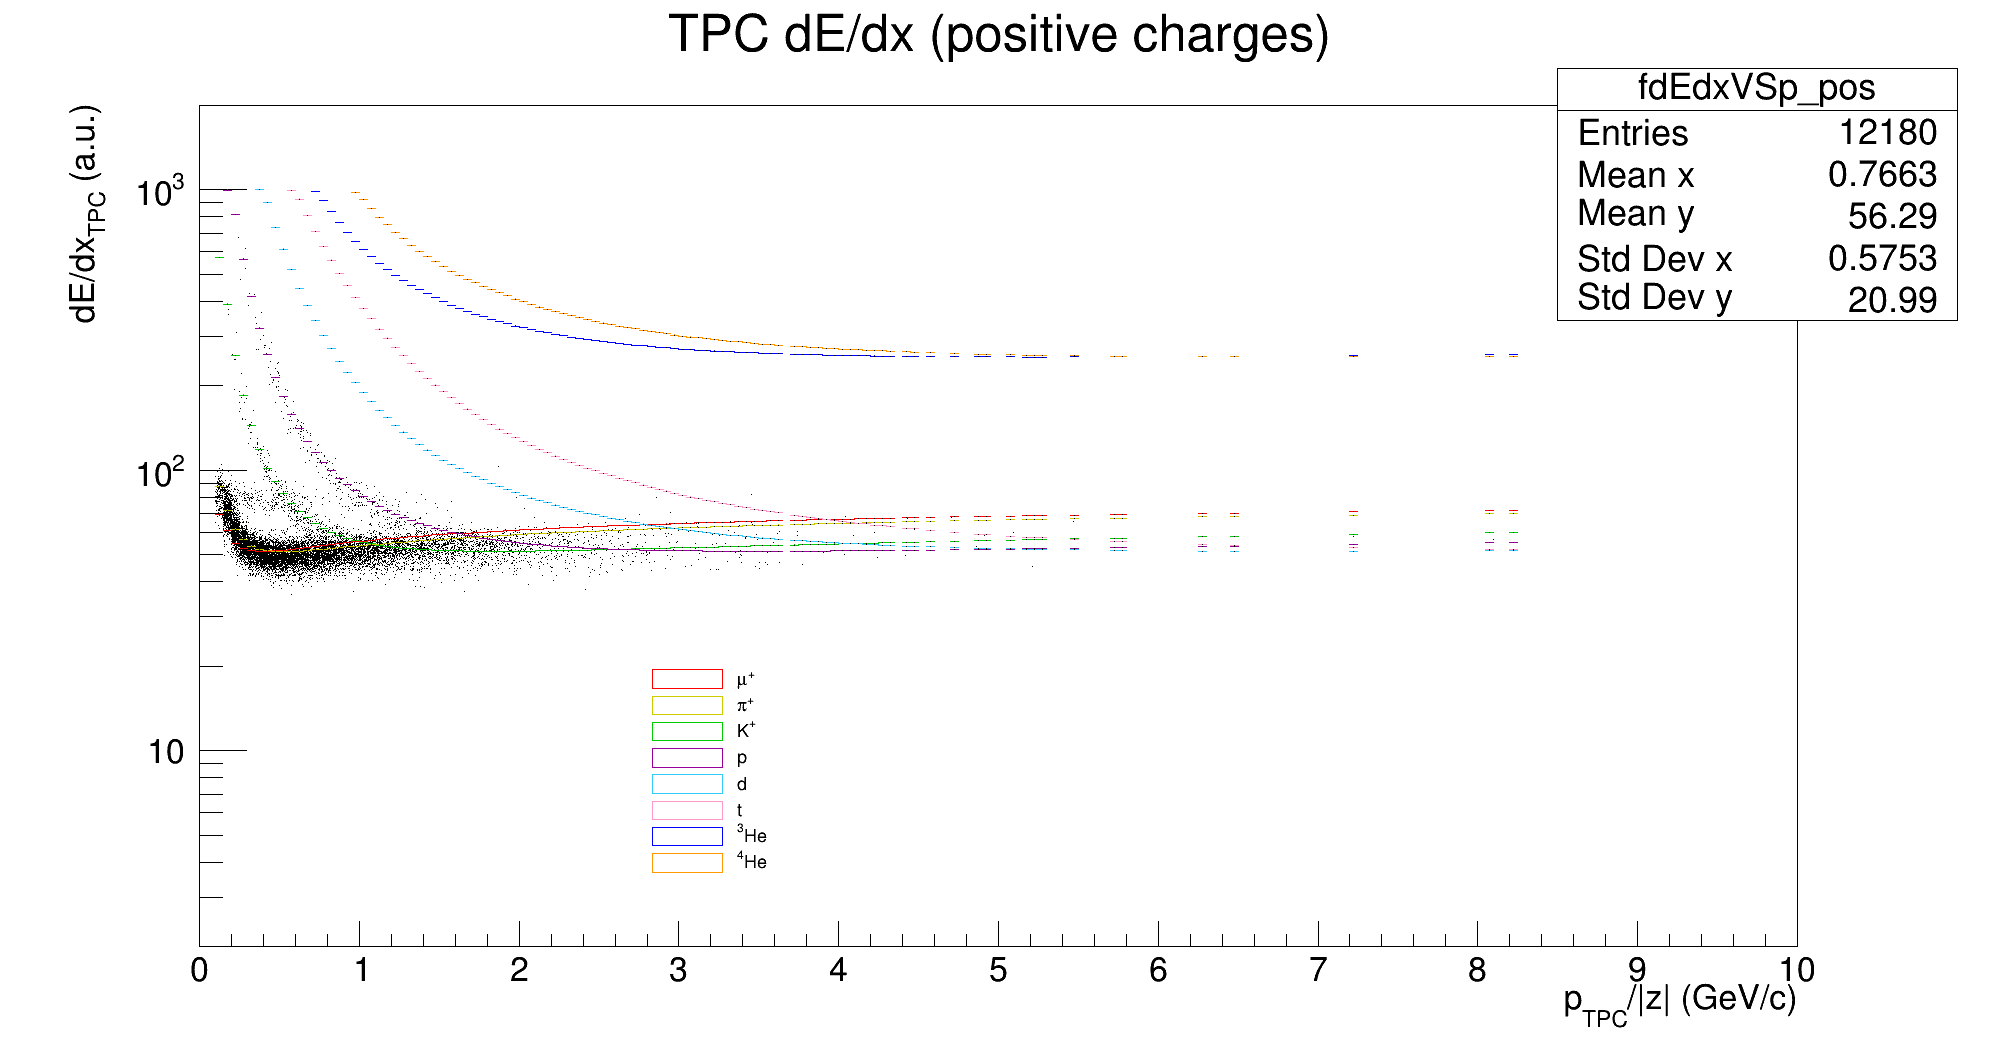 TPC dE/dx (positive charges)
fdEdxVSp_pos
Entries 12180
Mean x 0.7663
Mean y 56.29
Std Dev x 0.5753
Std Dev y 20.99
dE/dx_TPC (a.u.)
10³
10²
10
μ⁺
π⁺
K⁺
p
d
t
³He
⁴He
0 1 2 3 4 5 6 7 8 9 10
p_TPC/|z| (GeV/c)